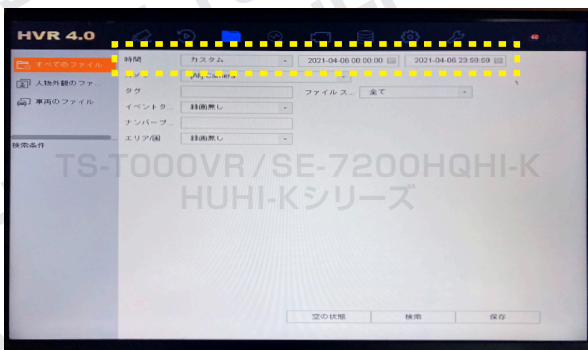 HVR 4.0
すべてのファイル
人物外観のファ...
車両のファイル
検索条件
時間 カスタム 2021-04-06 00:00:00 2021-04-06 23:59:59
タグ ファイル ス... 全て
イベントタ... 録画無し
ナンバープ...
エリア/国 録画無し
TS-T000VR / SE-7200HQHI-K
HUHI-Kシリーズ
空の状態 検索 保存